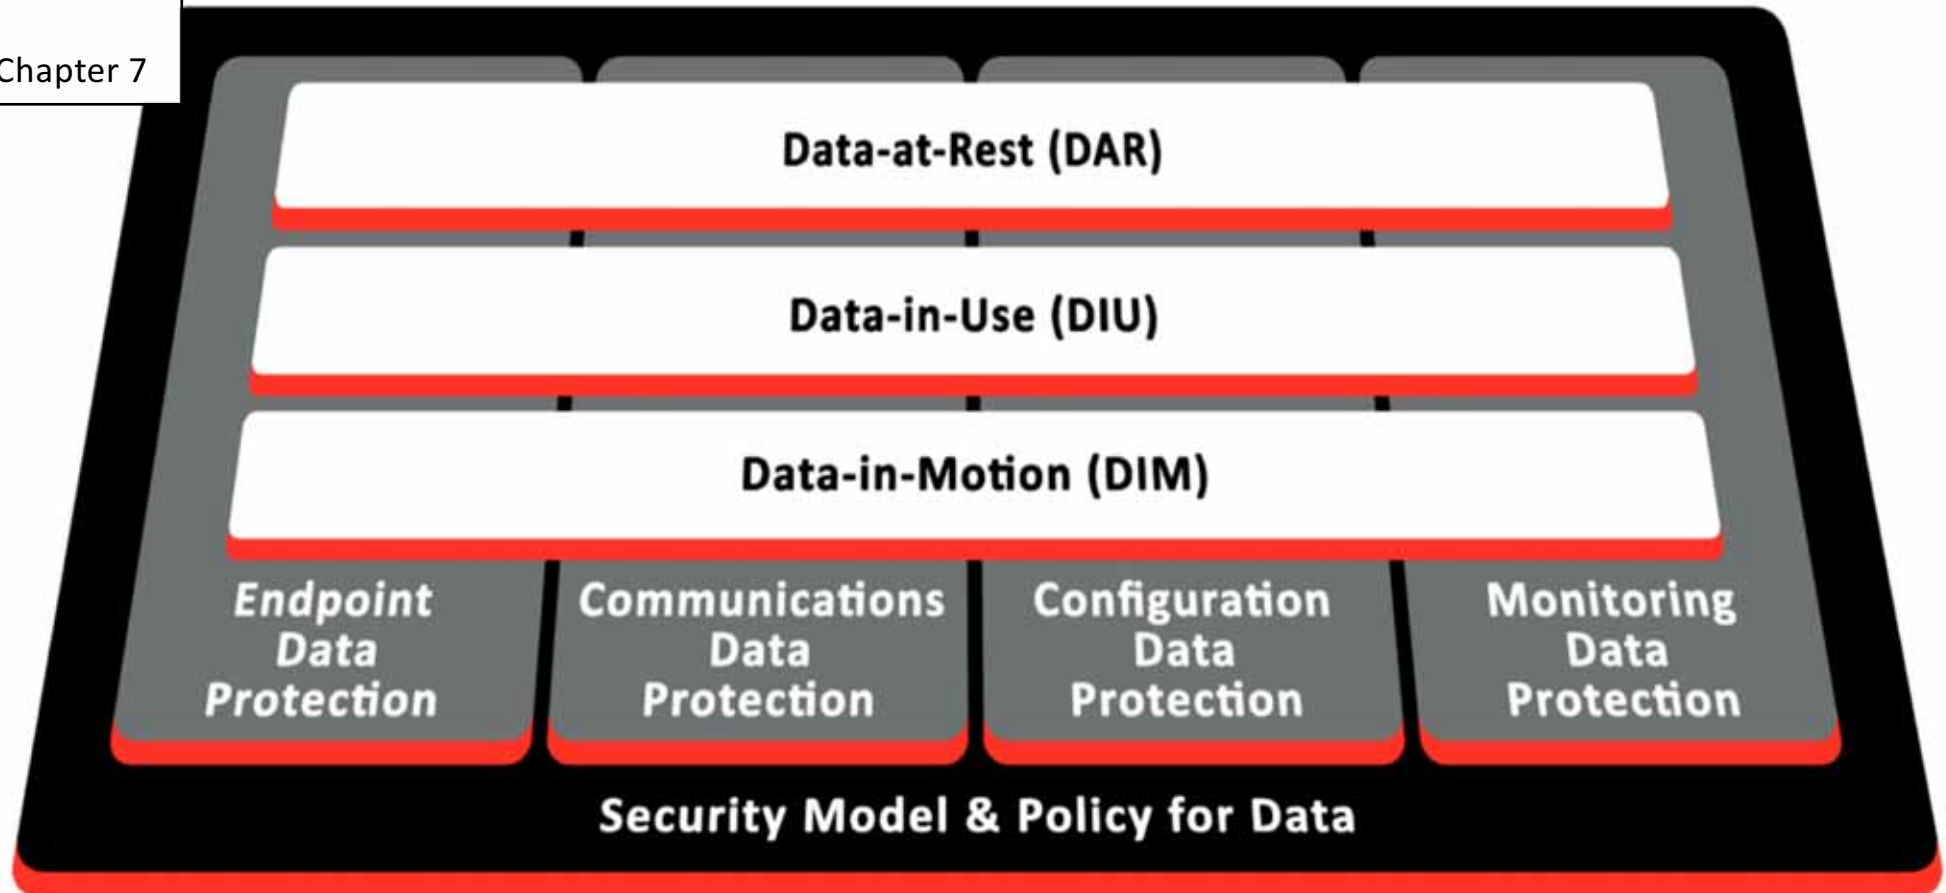 Chapter 7
Data-at-Rest (DAR)
Data-in-Use (DIU)
Data-in-Motion (DIM)
Endpoint
Data
Protection
Communications
Data
Protection
Configuration
Data
Protection
Monitoring
Data
Protection
Security Model & Policy for Data